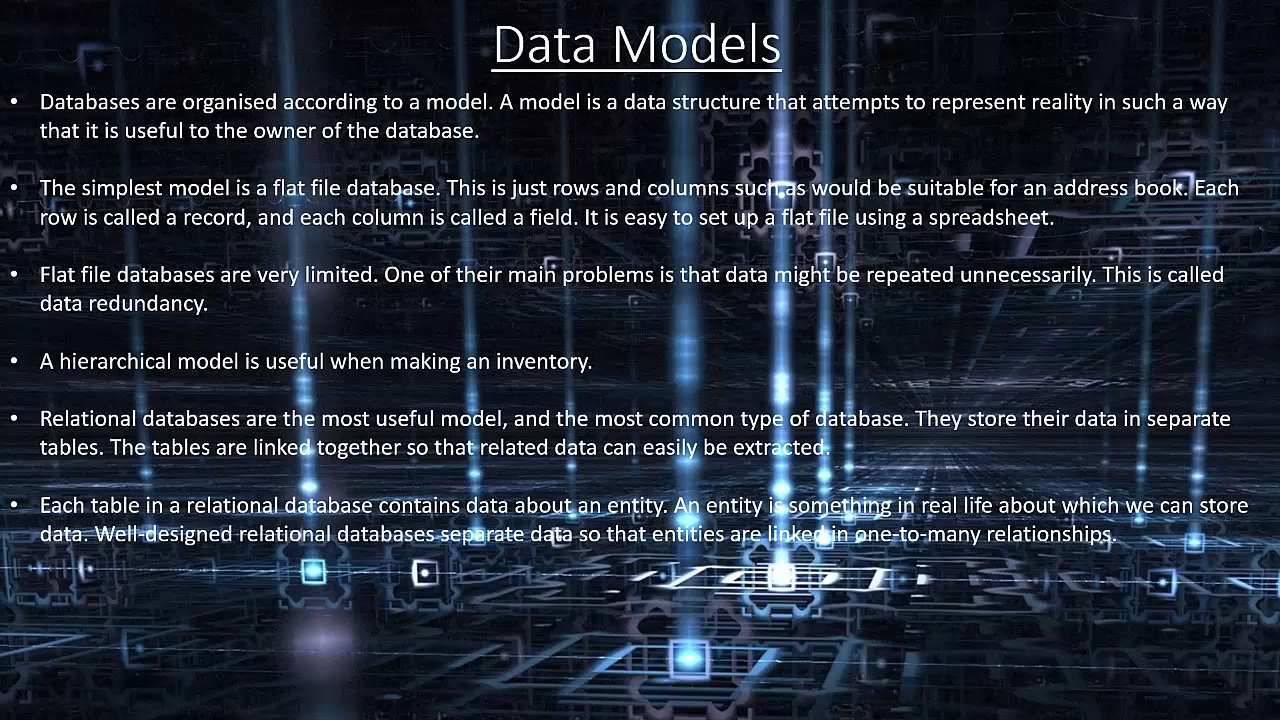 Data Models
• Databases are organised according to a model. A model is a data structure that attempts to represent reality in such a way
that it is useful to the owner of the database.
• The simplest model is a flat file database. This is just rows and columns such as would be suitable for an address book. Each
row is called a record, and each column is called a field. It is easy to set up a flat file using a spreadsheet.
• Flat file databases are very limited. One of their main problems is that data might be repeated unnecessarily. This is called
data redundancy.
• A hierarchical model is useful when making an inventory.
• Relational databases are the most useful model, and the most common type of database. They store their data in separate
tables. The tables are linked together so that related data can easily be extracted.
• Each table in a relational database contains data about an entity. An entity is something in real life about which we can store
data. Well-designed relational databases separate data so that entities are linked in one-to-many relationships.